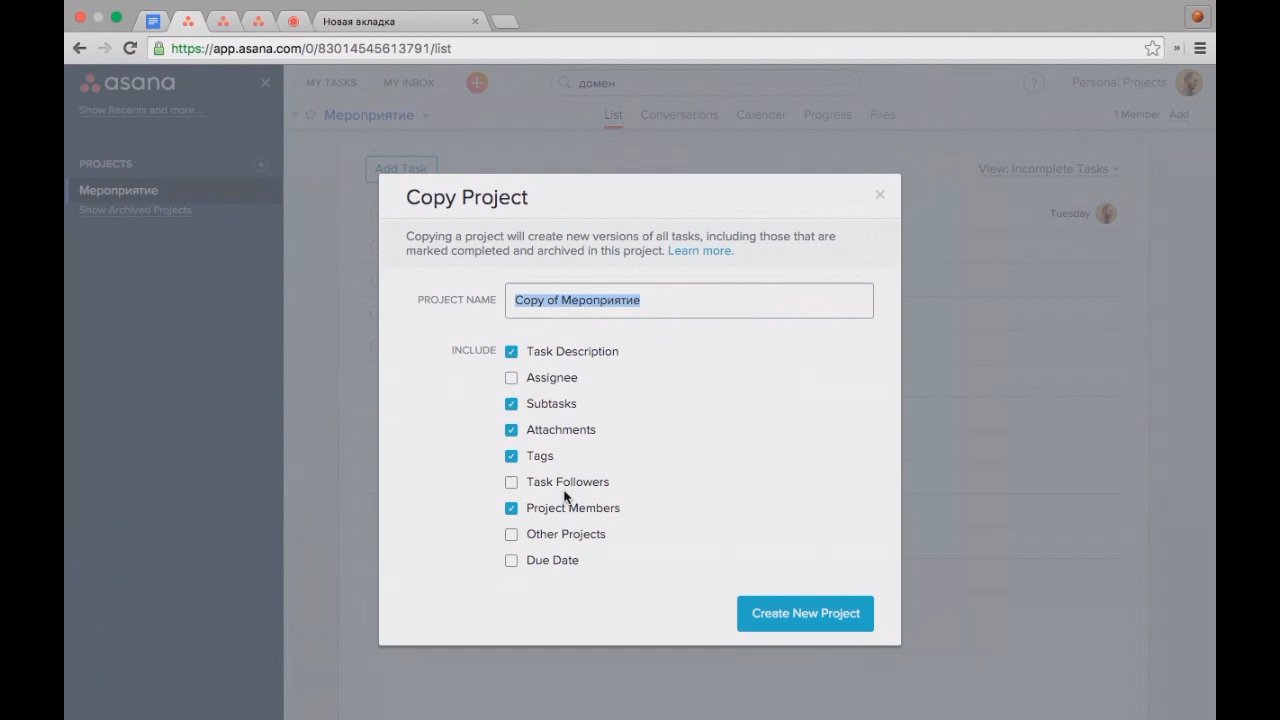 Новая вкладка
https://app.asana.com/0/83014545613791/list
asana
MY TASKS
MY INBOX
домен
?
Personal Projects
Show Recents and more...
Мероприятие
List
Conversations
Calendar
Progress
Files
1 Member
Add
PROJECTS
Мероприятие
Show Archived Projects
Add Task
View: Incomplete Tasks
Tuesday
Copy Project
Copying a project will create new versions of all tasks, including those that are
marked completed and archived in this project. Learn more.
PROJECT NAME
Copy of Мероприятие
INCLUDE
Task Description
Assignee
Subtasks
Attachments
Tags
Task Followers
Project Members
Other Projects
Due Date
Create New Project